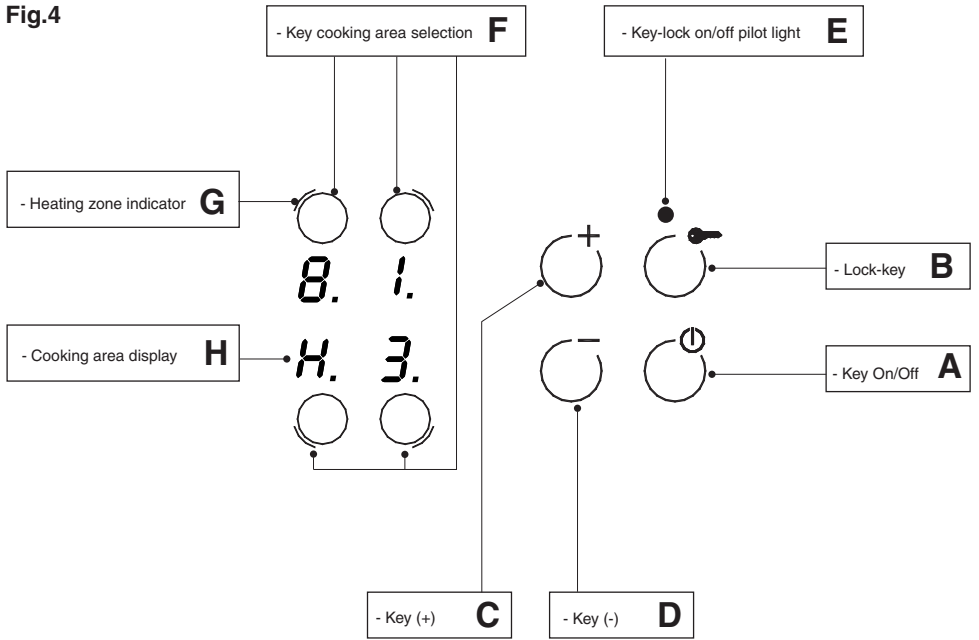 Fig.4
- Key cooking area selection F
- Key-lock on/off pilot light E
- Heating zone indicator G
8. 1.
- Lock-key B
- Cooking area display H
H. 3.
- Key On/Off A
- Key (+) C
- Key (-) D